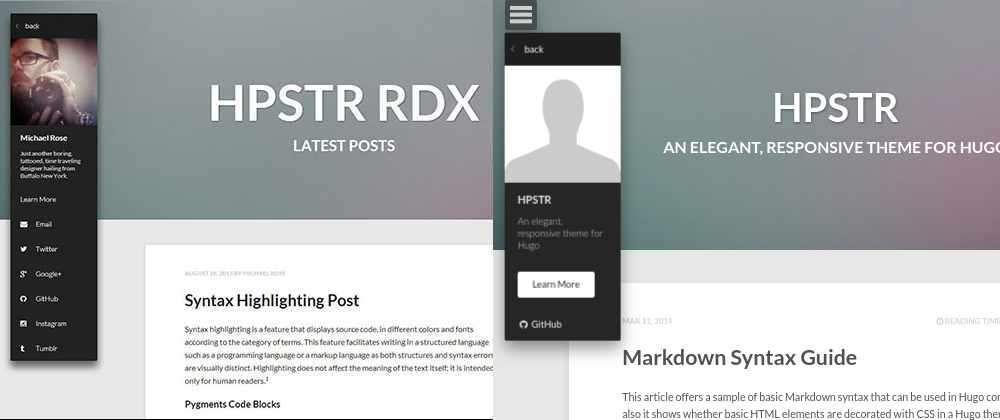 back
Michael Rose
Just another boring,
tattooed, time traveling
designer hailing from
Buffalo New York.
Learn More
Email
Twitter
Google+
GitHub
Instagram
Tumblr
HPSTR RDX
LATEST POSTS
BY MICHAEL ROSE
Syntax Highlighting Post
Syntax highlighting is a feature that displays source code, in different colors and fonts
according to the category of terms. This feature facilitates writing in a structured language
such as a programming language or a markup language as both structures and syntax errors
are visually distinct. Highlighting does not affect the meaning of the text itself; it is intended
only for human readers.1
Pygments Code Blocks
back
HPSTR
An elegant,
responsive theme for
Hugo
Learn More
GitHub
HPSTR
AN ELEGANT, RESPONSIVE THEME FOR HUGO
MAR 11, 2019
READING TIME
Markdown Syntax Guide
This article offers a sample of basic Markdown syntax that can be used in Hugo con
also it shows whether basic HTML elements are decorated with CSS in a Hugo them